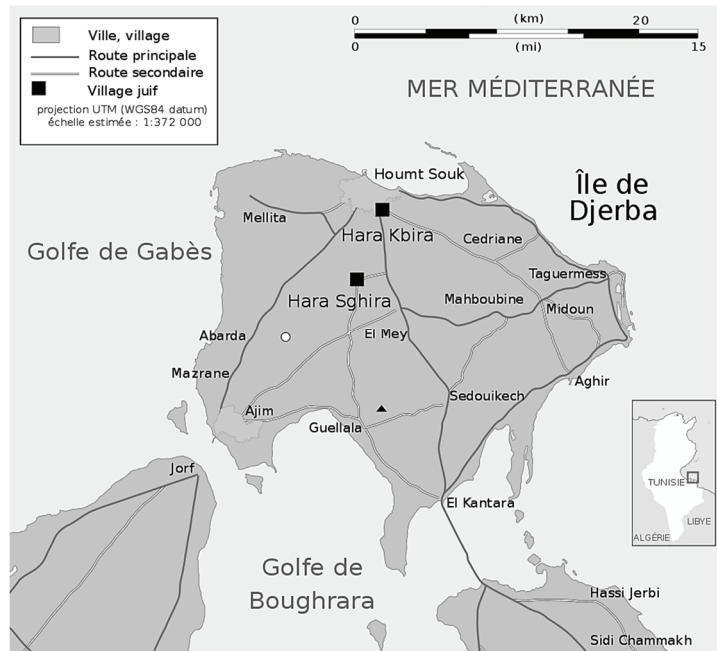 Ville, village
Route principale
Route secondaire
Village juif
projection UTM (WGS84 datum)
échelle estimée : 1:372 000
0 (km) 20
0 (mi) 15
MER MÉDITERRANÉE
Île de
Djerba
Golfe de Gabès
Houmt Souk
Mellita
Hara Kbira
Cedriane
Taguermess
Hara Sghira
Mahboubine
Midoun
Abarda
El Mey
Mazrane
Aghir
Sedouikech
Ajim
Guellala
Jorf
El Kantara
TUNISIE
LIBYE
ALGÉRIE
Golfe de
Boughrara
Hassi Jerbi
Sidi Chammakh